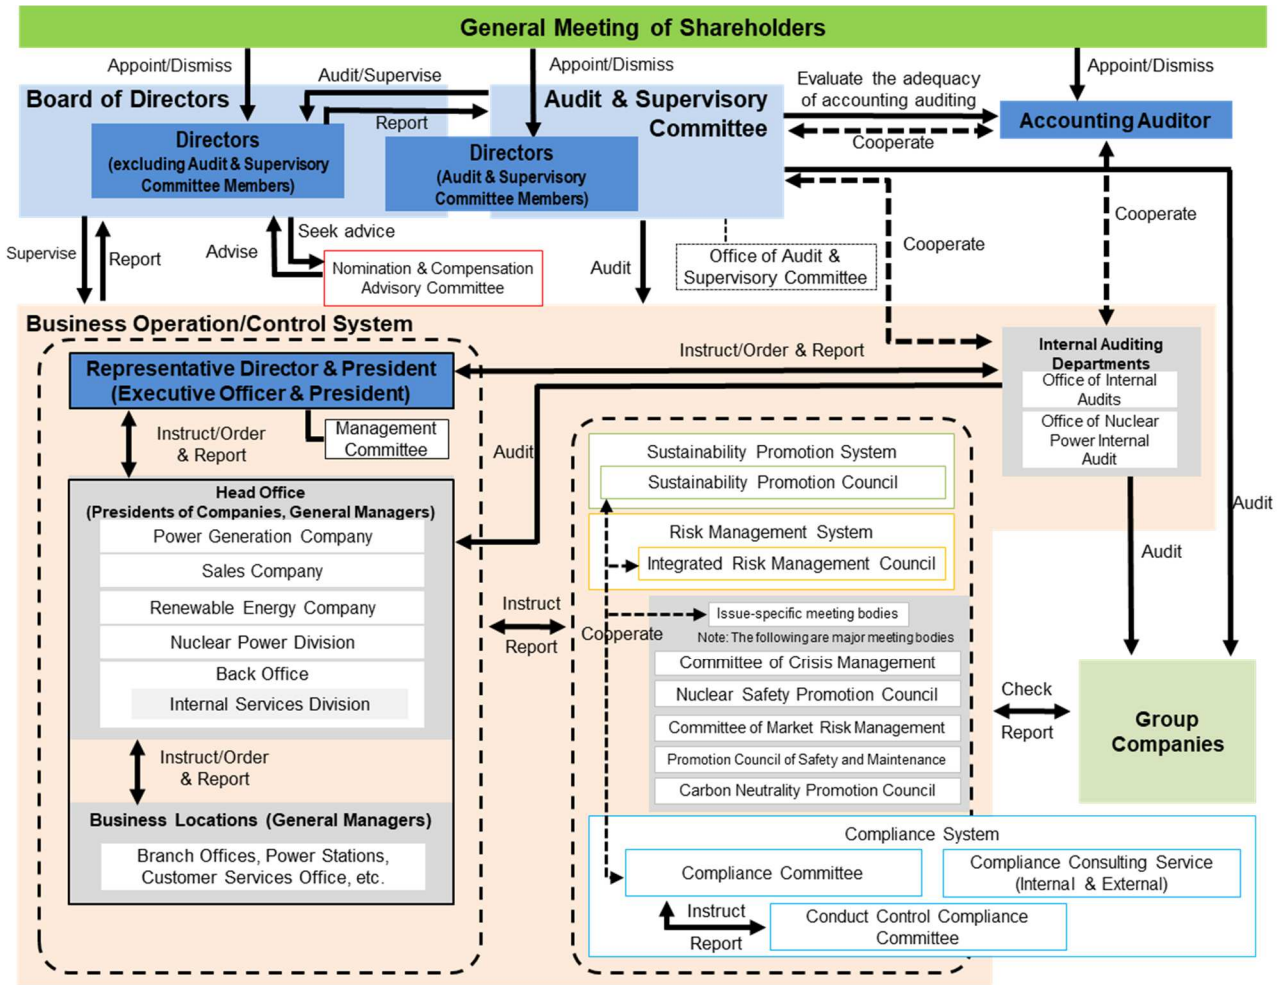 General Meeting of Shareholders
Appoint/Dismiss
Audit/Supervise
Appoint/Dismiss
Evaluate the adequacy
of accounting auditing
Appoint/Dismiss
Board of Directors
Report
Audit & Supervisory
Committee
Cooperate
Accounting Auditor
Directors
(excluding Audit & Supervisory
Committee Members)
Directors
(Audit & Supervisory
Committee Members)
Cooperate
Supervise
Report
Advise
Seek advice
Nomination & Compensation
Advisory Committee
Audit
Office of Audit &
Supervisory Committee
Cooperate
Business Operation/Control System
Representative Director & President
(Executive Officer & President)
Instruct/Order & Report
Internal Auditing
Departments
Office of Internal
Audits
Office of Nuclear
Power Internal
Audit
Instruct/Order
& Report
Management
Committee
Audit
Sustainability Promotion System
Sustainability Promotion Council
Head Office
(Presidents of Companies, General Managers)
Power Generation Company
Sales Company
Renewable Energy Company
Nuclear Power Division
Back Office
Internal Services Division
Risk Management System
Integrated Risk Management Council
Audit
Audit
Instruct
Report
Cooperate
Issue-specific meeting bodies
Note: The following are major meeting bodies
Committee of Crisis Management
Nuclear Safety Promotion Council
Committee of Market Risk Management
Promotion Council of Safety and Maintenance
Carbon Neutrality Promotion Council
Check
Report
Group
Companies
Instruct/Order
& Report
Business Locations (General Managers)
Branch Offices, Power Stations,
Customer Services Office, etc.
Compliance System
Compliance Committee
Compliance Consulting Service
(Internal & External)
Instruct
Report
Conduct Control Compliance
Committee